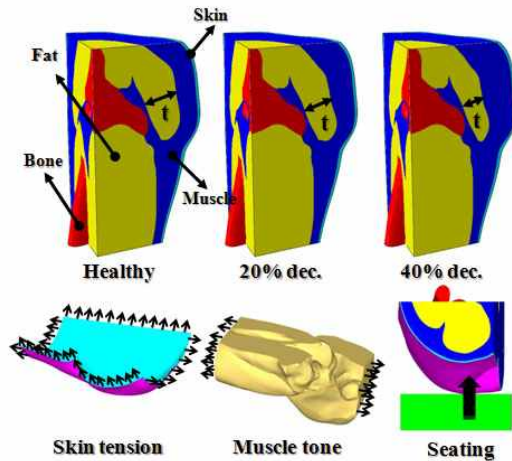 Skin
Fat
t
t
t
Bone
Muscle
Healthy
20% dec.
40% dec.
Skin tension
Muscle tone
Seating